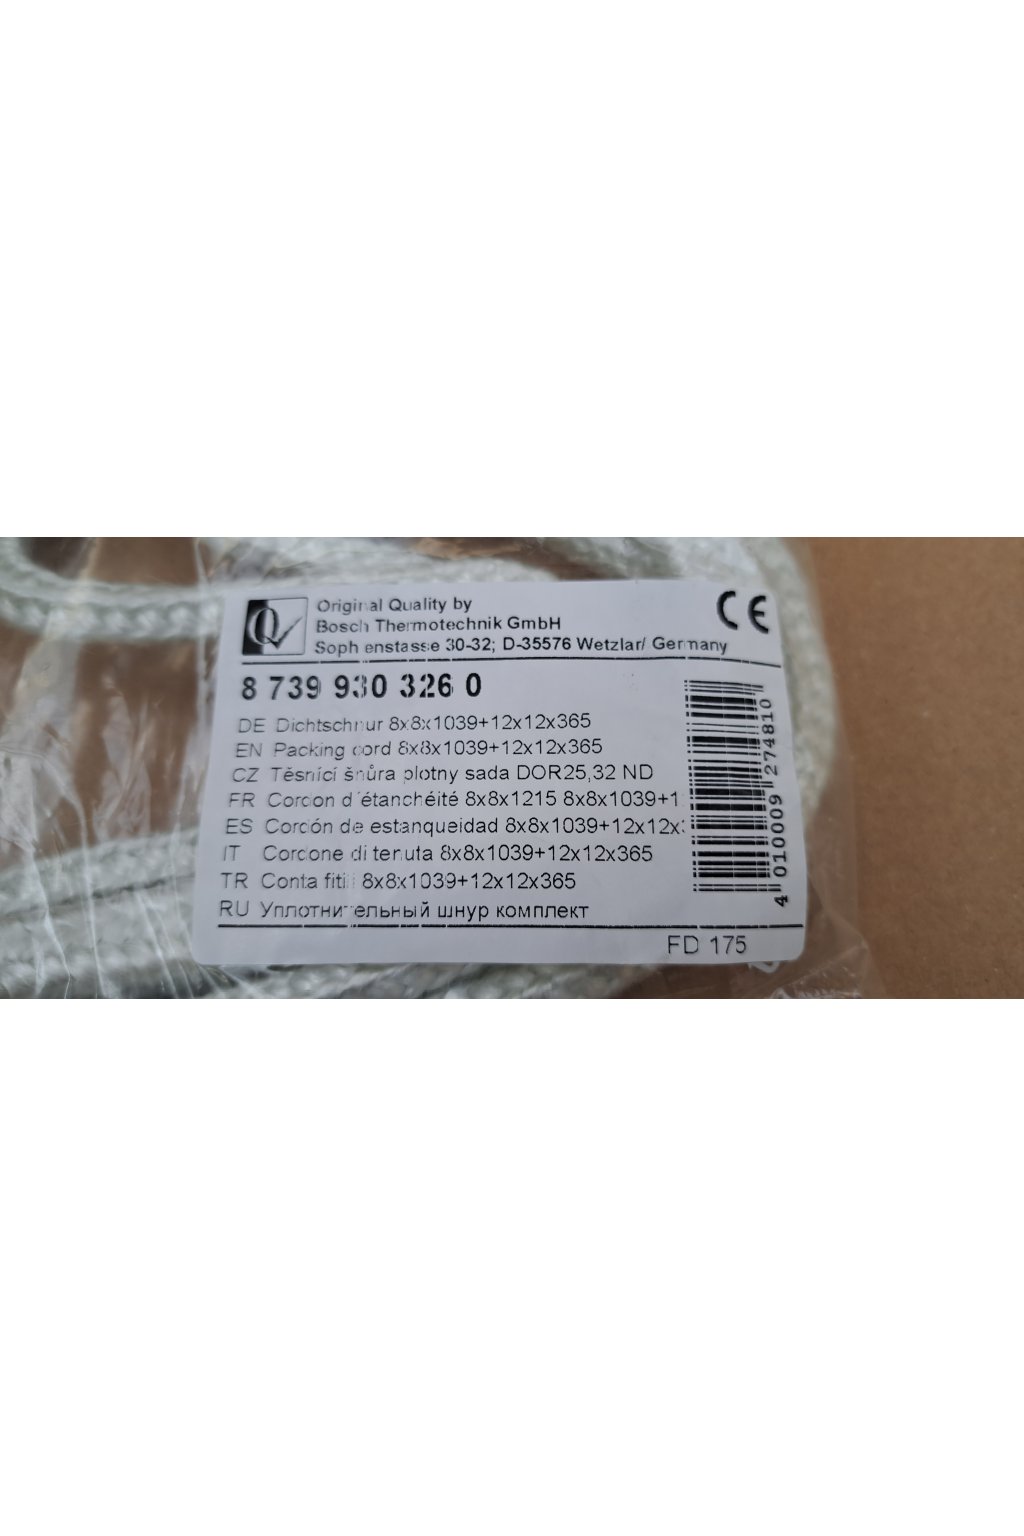 Original Quality by
Bosch Thermotechnik GmbH
Sophienstasse 30-32; D-35576 Wetzlar/ Germany
CE
8 739 930 326 0
DE Dichtschnur 8x8x1039+12x12x365
EN Packing cord 8x8x1039+12x12x365
CZ Těsnící šňůra plotny sada DOR25,32 ND
FR Cordon d´étanchéité 8x8x1215 8x8x1039+1
ES Cordón de estanqueidad 8x8x1039+12x12x
IT Cordone di tenuta 8x8x1039+12x12x365
TR Conta fitili 8x8x1039+12x12x365
RU Уплотнительный шнур комплект
4 010009 274810
FD 175